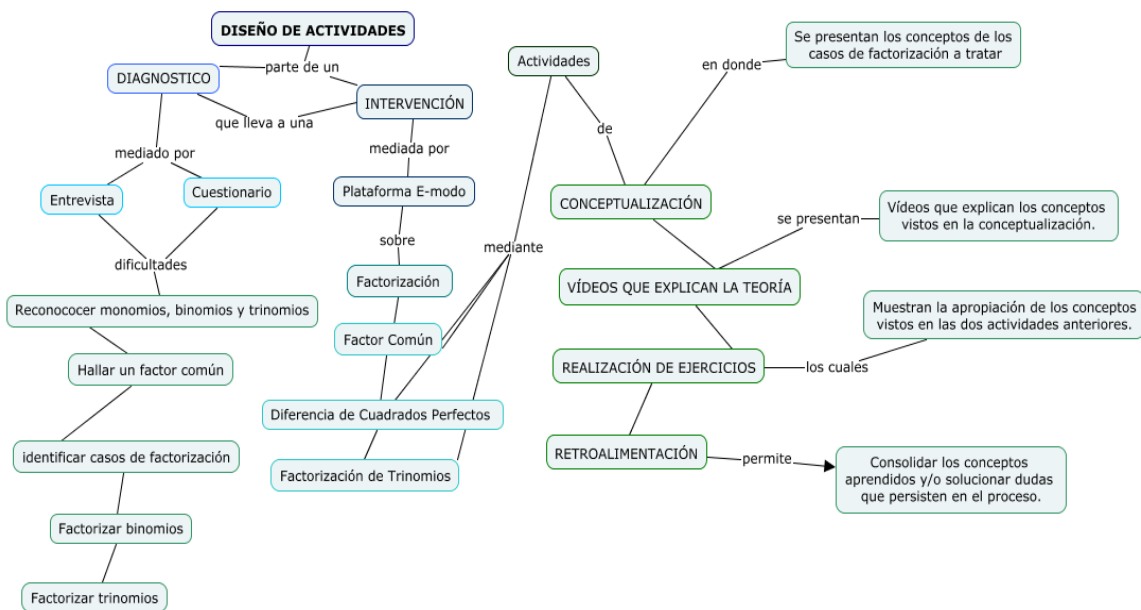 DISEÑO DE ACTIVIDADES
parte de un
DIAGNOSTICO
INTERVENCIÓN
que lleva a una
mediado por
Entrevista
Cuestionario
dificultades
Reconococer monomios, binomios y trinomios
Hallar un factor común
identificar casos de factorización
Factorizar binomios
Factorizar trinomios
mediada por
Plataforma E-modo
sobre
Factorización
Factor Común
Diferencia de Cuadrados Perfectos
Factorización de Trinomios
mediante
Actividades
de
CONCEPTUALIZACIÓN
en donde
Se presentan los conceptos de los
casos de factorización a tratar
VÍDEOS QUE EXPLICAN LA TEORÍA
se presentan
Vídeos que explican los conceptos
vistos en la conceptualización.
REALIZACIÓN DE EJERCICIOS
los cuales
Muestran la apropiación de los conceptos
vistos en las dos actividades anteriores.
RETROALIMENTACIÓN
permite
Consolidar los conceptos
aprendidos y/o solucionar dudas
que persisten en el proceso.